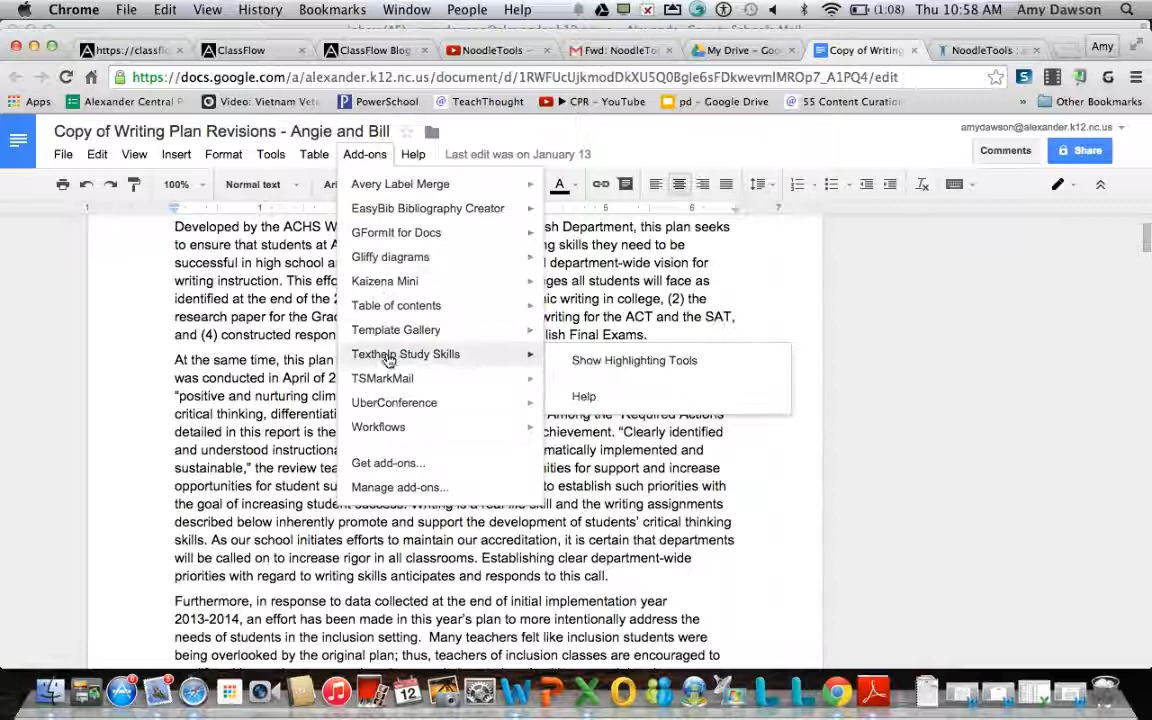 Chrome File Edit View History Bookmarks Window People Help (1:08) Thu 10:58 AM Amy Dawson
https://classflo ClassFlow ClassFlow Blog NoodleTools - Fwd: NoodleTo My Drive - Goo Copy of Writing NoodleTools : Amy
https://docs.google.com/a/alexander.k12.nc.us/document/d/1RWFUcUjkmodDkXU5Q0Bgle6sFDkwevmlMROp7_A1PQ4/edit
Apps Alexander Central P Video: Vietnam Vet PowerSchool TeachThought CPR - YouTube pd - Google Drive 55 Content Curatio » Other Bookmarks
Copy of Writing Plan Revisions - Angie and Bill
amydawson@alexander.k12.nc.us
File Edit View Insert Format Tools Table Add-ons Help Last edit was on January 13
Comments Share
100% Normal text Ari A
1 1 5 6 7
Avery Label Merge
EasyBib Bibliography Creator
GFormIt for Docs
Gliffy diagrams
Kaizena Mini
Table of contents
Template Gallery
Texthelp Study Skills
TSMarkMail
UberConference
Workflows
Get add-ons...
Manage add-ons...
Show Highlighting Tools
Help
Developed by the ACHS W sh Department, this plan seeks
to ensure that students at A ng skills they need to be
successful in high school a l department-wide vision for
writing instruction. This effo nges all students will face as
identified at the end of the 2 nic writing in college, (2) the
research paper for the Grad writing for the ACT and the SAT,
and (4) constructed respon lish Final Exams.
At the same time, this plan
was conducted in April of 2
"positive and nurturing clim
critical thinking, differentiati Among the "Required Actions"
detailed in this report is the chievement. "Clearly identified
and understood instructiona matically implemented and
sustainable," the review tea nities for support and increase
opportunities for student su to establish such priorities with
the goal of increasing student success. Writing is a real-life skill and the writing assignments
described below inherently promote and support the development of students' critical thinking
skills. As our school initiates efforts to maintain our accreditation, it is certain that departments
will be called on to increase rigor in all classrooms. Establishing clear department-wide
priorities with regard to writing skills anticipates and responds to this call.
Furthermore, in response to data collected at the end of initial implementation year
2013-2014, an effort has been made in this year's plan to more intentionally address the
needs of students in the inclusion setting. Many teachers felt like inclusion students were
being overlooked by the original plan; thus, teachers of inclusion classes are encouraged to
12